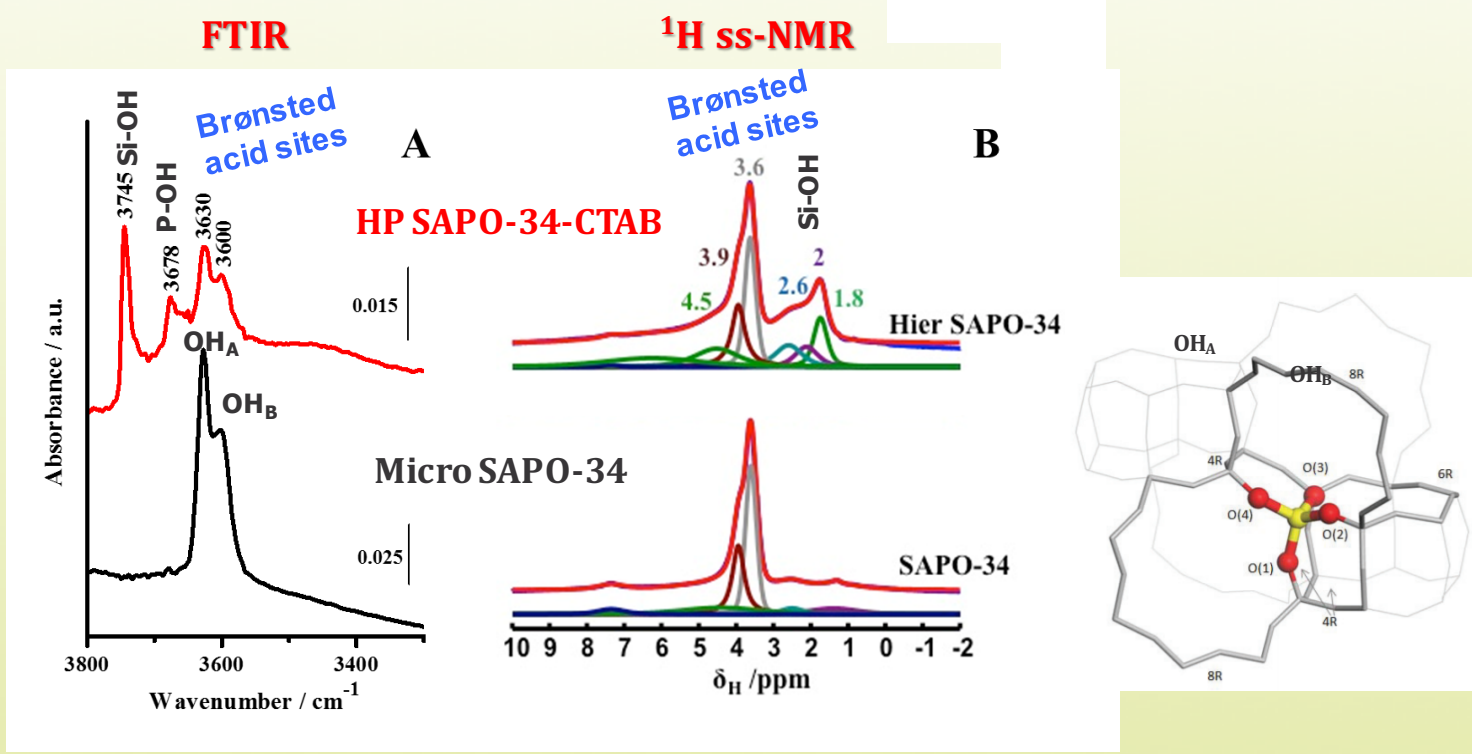 FTIR
¹H ss-NMR
Brønsted
acid sites
A
3745 Si-OH
3678 P-OH
3630
3600
HP SAPO-34-CTAB
0.015
OH_A
OH_B
Micro SAPO-34
0.025
Absorbance / a.u.
3800
3600
3400
Wavenumber / cm⁻¹
Brønsted
acid sites
B
3.6
Si-OH
3.9
4.5
2.6
2
1.8
Hier SAPO-34
SAPO-34
10 9 8 7 6 5 4 3 2 1 0 -1 -2
δ_H /ppm
OH_A
OH_B
8R
4R
O(3)
6R
O(4)
O(2)
O(1)
4R
8R